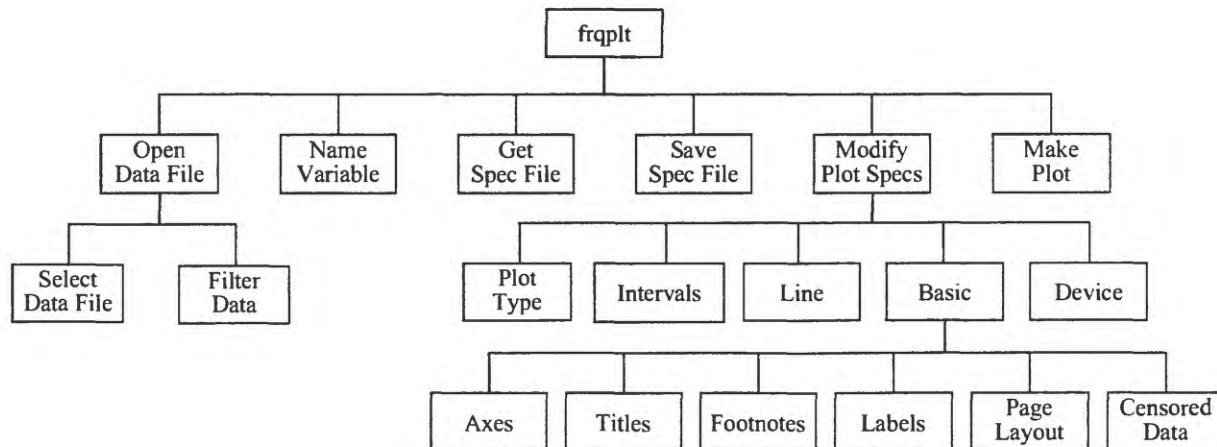 frqplt
Open
Data File
Name
Variable
Get
Spec File
Save
Spec File
Modify
Plot Specs
Make
Plot
Select
Data File
Filter
Data
Plot
Type
Intervals
Line
Basic
Device
Axes
Titles
Footnotes
Labels
Page
Layout
Censored
Data